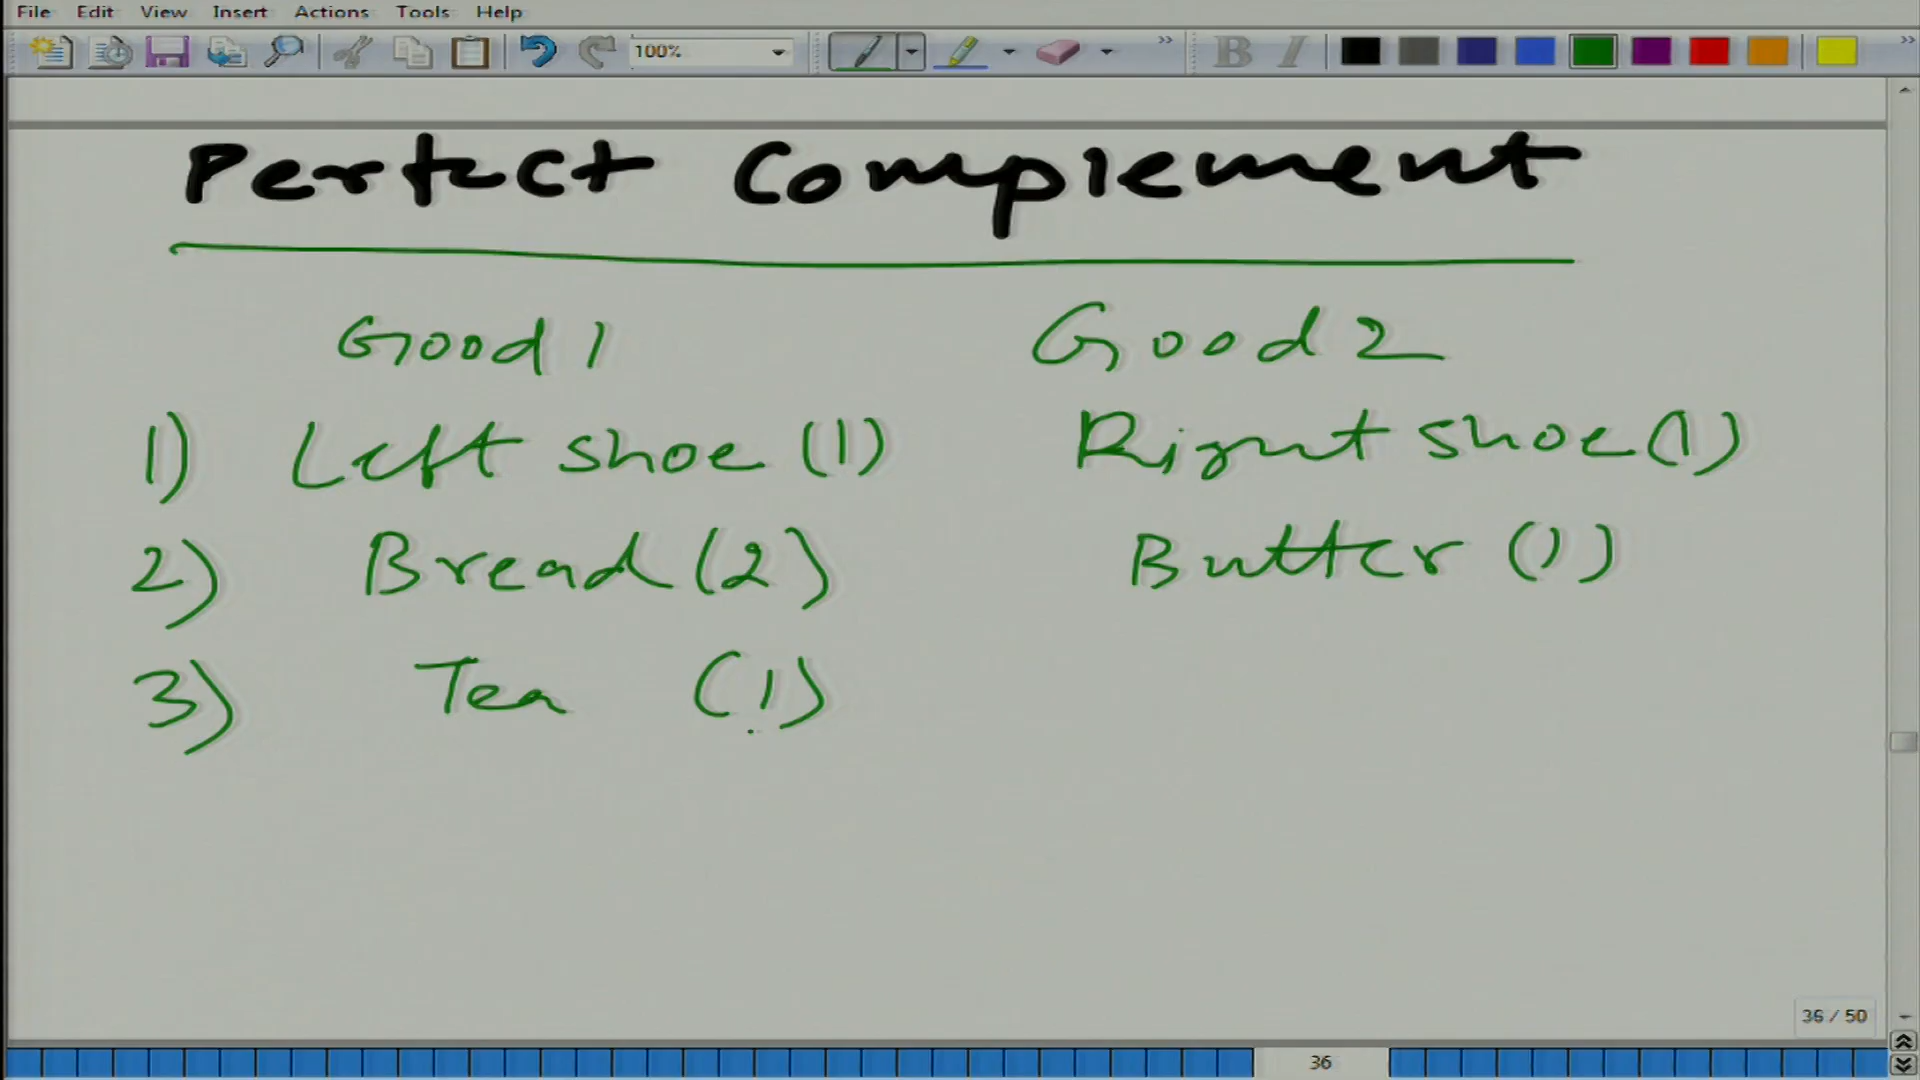 File Edit View Insert Actions Tools Help
100% B I
Perfect Complement
Good 1 Good 2
1) Left shoe (1) Right shoe (1)
2) Bread (2) Butter (1)
3) Tea (1)
36 / 50
36